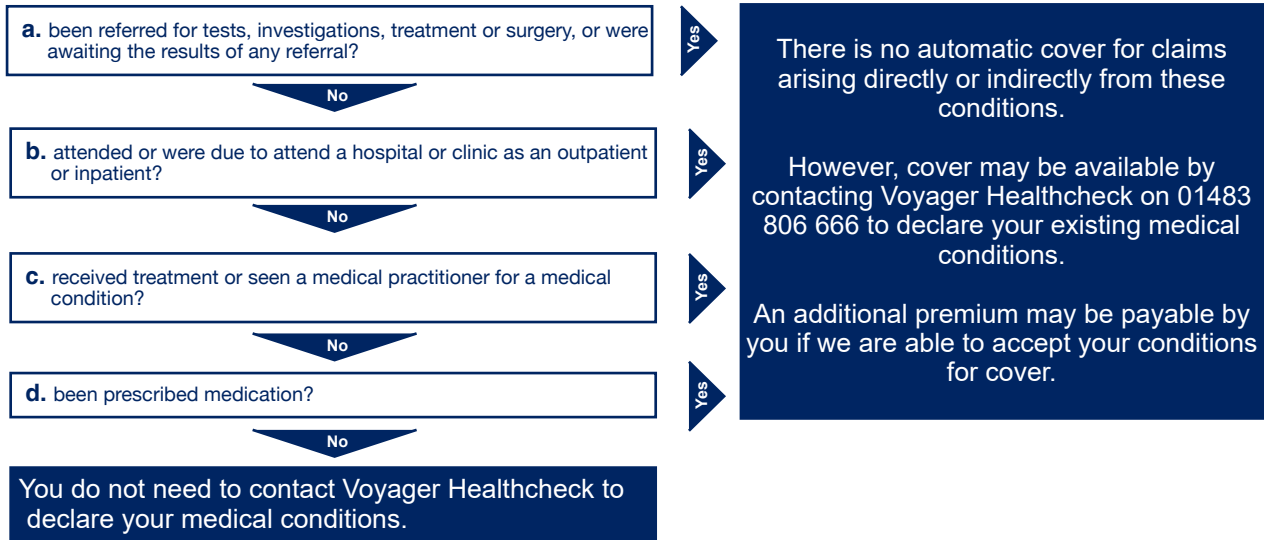 a. been referred for tests, investigations, treatment or surgery, or were
awaiting the results of any referral?
Yes
No
b. attended or were due to attend a hospital or clinic as an outpatient
or inpatient?
Yes
No
c. received treatment or seen a medical practitioner for a medical
condition?
Yes
No
d. been prescribed medication?
Yes
No
You do not need to contact Voyager Healthcheck to
declare your medical conditions.
There is no automatic cover for claims
arising directly or indirectly from these
conditions.
However, cover may be available by
contacting Voyager Healthcheck on 01483
806 666 to declare your existing medical
conditions.
An additional premium may be payable by
you if we are able to accept your conditions
for cover.